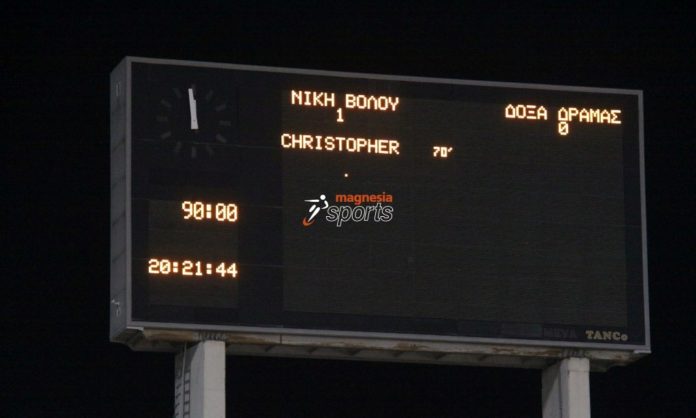 ΝΙΚΗ ΒΟΛΟΥ
1
ΔΟΞΑ ΔΡΑΜΑΣ
0
CHRISTOPHER 70'
magnesia
sports
90:00
20:21:44
TANCo